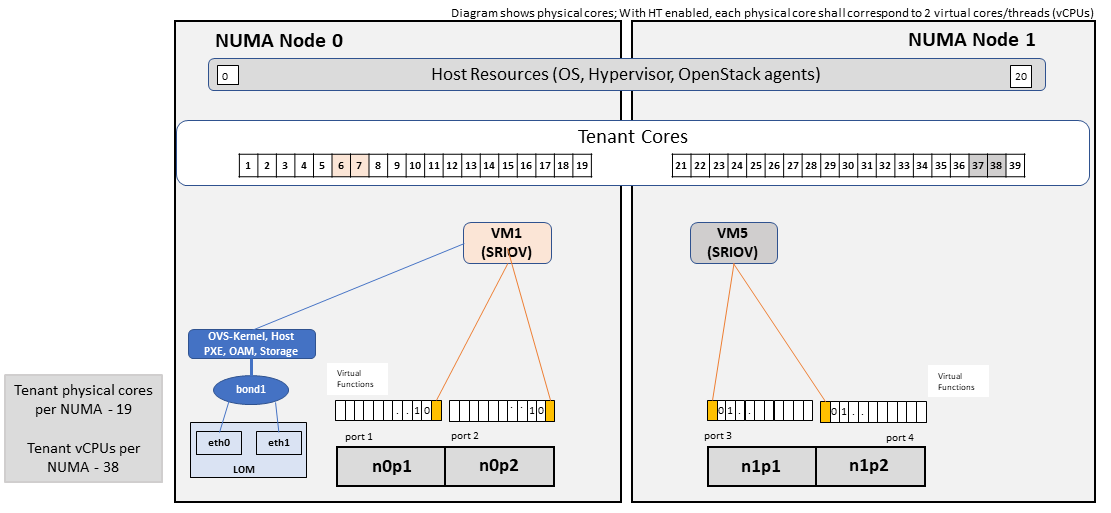 Diagram shows physical cores; With HT enabled, each physical core shall correspond to 2 virtual cores/threads (vCPUs)
NUMA Node 0
NUMA Node 1
0
Host Resources (OS, Hypervisor, OpenStack agents)
20
Tenant Cores
1 2 3 4 5 6 7 8 9 10 11 12 13 14 15 16 17 18 19
21 22 23 24 25 26 27 28 29 30 31 32 33 34 35 36 37 38 39
VM1
(SRIOV)
VM5
(SRIOV)
OVS-Kernel, Host
PXE, OAM, Storage
bond1
eth0
eth1
LOM
Tenant physical cores
per NUMA - 19
Tenant vCPUs per
NUMA - 38
Virtual
Functions
. . 1 0
. . 1 0
port 1
port 2
n0p1
n0p2
Virtual
Functions
0 1 . .
0 1 . .
port 3
port 4
n1p1
n1p2